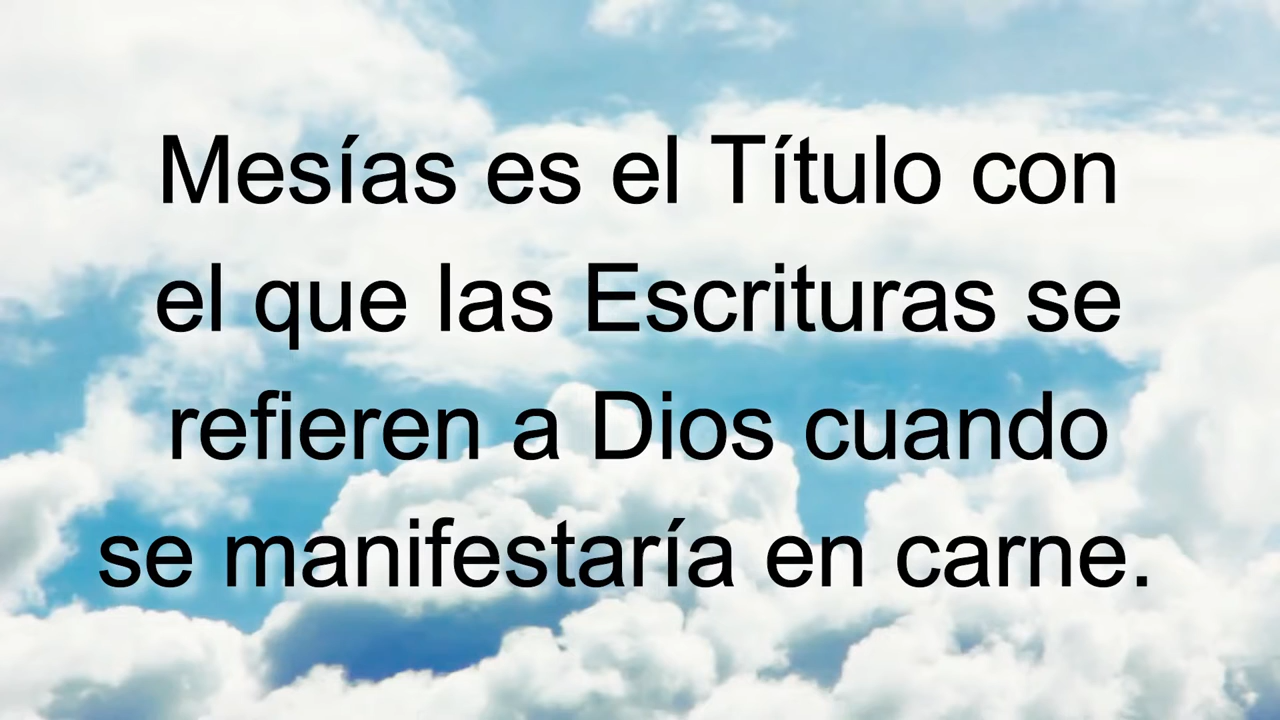 Mesías es el Título con
el que las Escrituras se
refieren a Dios cuando
se manifestaría en carne.